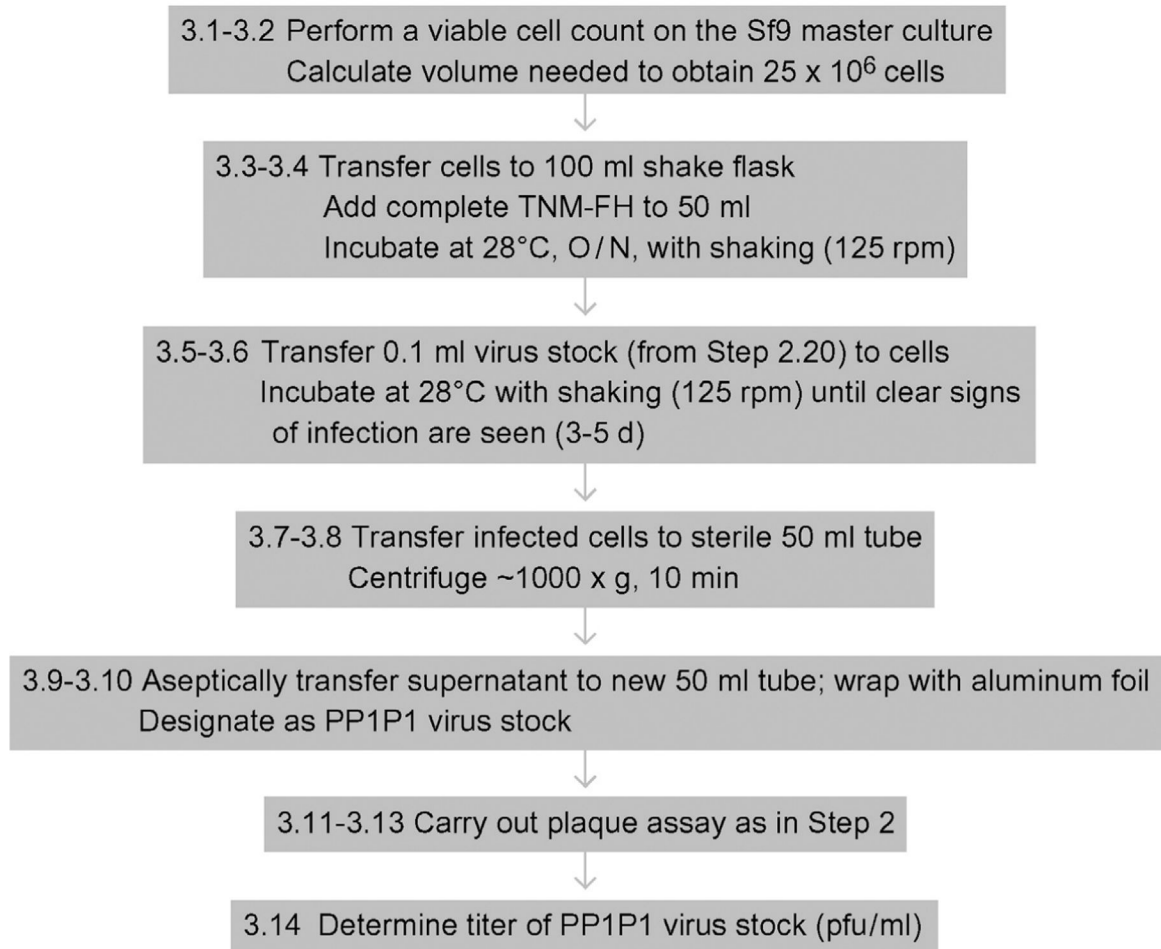 3.1-3.2 Perform a viable cell count on the Sf9 master culture
Calculate volume needed to obtain 25 x 10⁶ cells
3.3-3.4 Transfer cells to 100 ml shake flask
Add complete TNM-FH to 50 ml
Incubate at 28°C, O/N, with shaking (125 rpm)
3.5-3.6 Transfer 0.1 ml virus stock (from Step 2.20) to cells
Incubate at 28°C with shaking (125 rpm) until clear signs
of infection are seen (3-5 d)
3.7-3.8 Transfer infected cells to sterile 50 ml tube
Centrifuge ~1000 x g, 10 min
3.9-3.10 Aseptically transfer supernatant to new 50 ml tube; wrap with aluminum foil
Designate as PP1P1 virus stock
3.11-3.13 Carry out plaque assay as in Step 2
3.14 Determine titer of PP1P1 virus stock (pfu/ml)